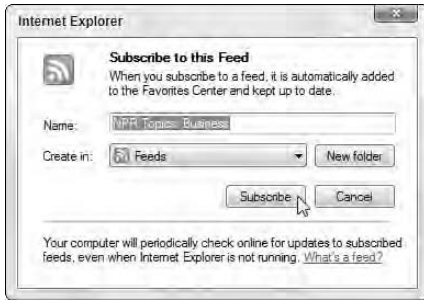 Internet Explorer
Subscribe to this Feed
When you subscribe to a feed, it is automatically added
to the Favorites Center and kept up to date.
Name: NPR Topics: Business
Create in: Feeds New folder
Subscribe Cancel
Your computer will periodically check online for updates to subscribed
feeds, even when Internet Explorer is not running. What's a feed?